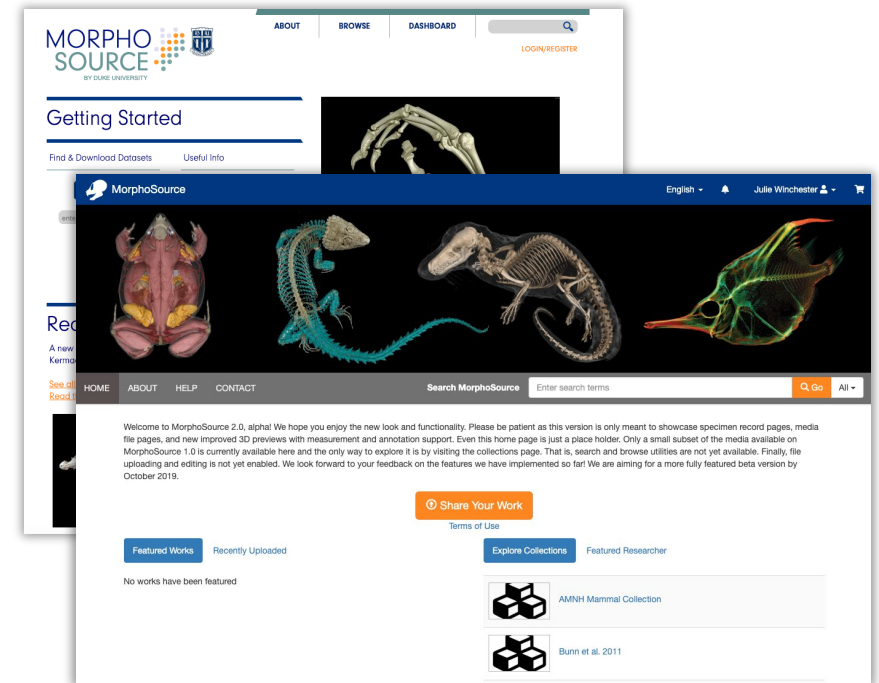 MORPHO
SOURCE
BY DUKE UNIVERSITY
ABOUT BROWSE DASHBOARD
LOGIN/REGISTER
Getting Started
Find & Download Datasets Useful Info
MorphoSource
English Julie Winchester
A new
See all
HOME ABOUT HELP CONTACT Search MorphoSource Enter search terms Go All
Welcome to MorphoSource 2.0, alpha! We hope you enjoy the new look and functionality. Please be patient as this version is only meant to showcase specimen record pages, media
file pages, and new improved 3D previews with measurement and annotation support. Even this home page is just a place holder. Only a small subset of the media available on
MorphoSource 1.0 is currently available here and the only way to explore it is by visiting the collections page. That is, search and browse utilities are not yet available. Finally, file
uploading and editing is not yet enabled. We look forward to your feedback on the features we have implemented so far! We are aiming for a more fully featured beta version by
October 2019.
Share Your Work
Terms of Use
Featured Works Recently Uploaded
No works have been featured
Explore Collections Featured Researcher
AMNH Mammal Collection
Bunn et al. 2011